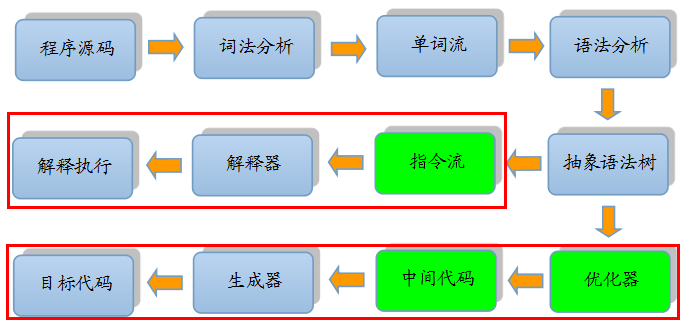 程序源码
词法分析
单词流
语法分析
解释执行
解释器
指令流
抽象语法树
目标代码
生成器
中间代码
优化器